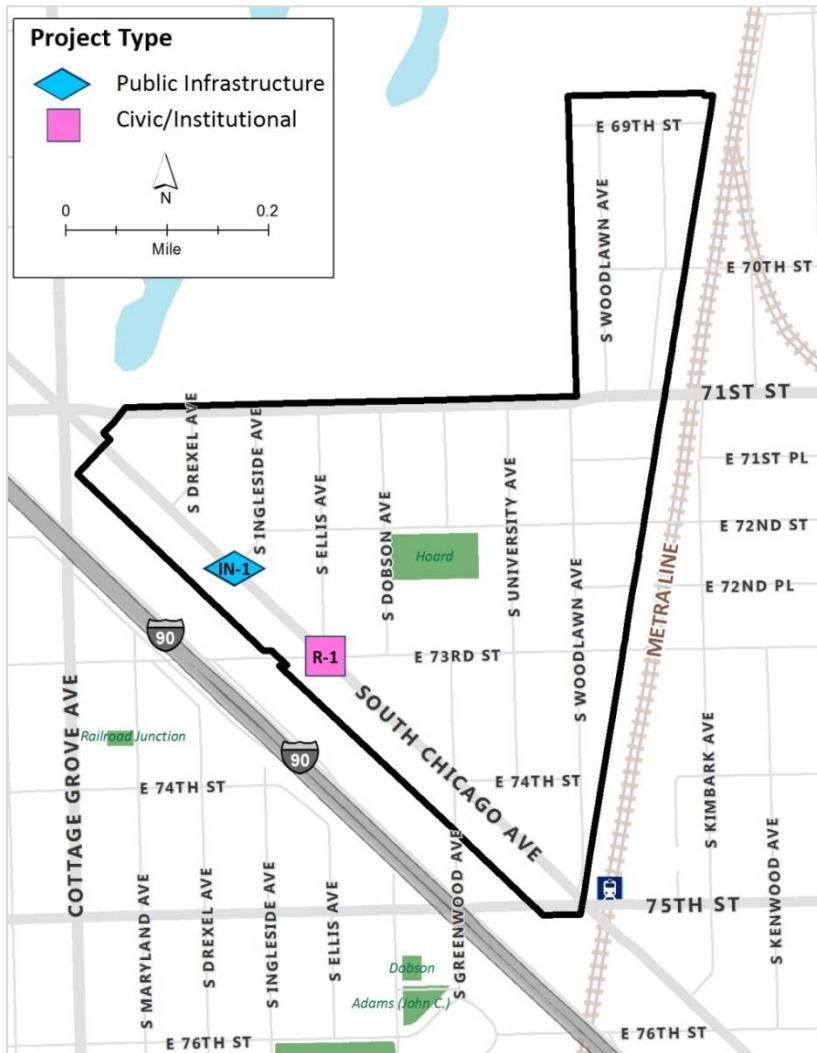 Project Type
Public Infrastructure
Civic/Institutional
N
0
0.2
Mile
E 69TH ST
S WOODLAWN AVE
E 70TH ST
71ST ST
S DREXEL AVE
S INGLESIDE AVE
S ELLIS AVE
S DOBSON AVE
S UNIVERSITY AVE
E 71ST PL
E 72ND ST
Hoard
IN-1
E 72ND PL
S WOODLAWN AVE
METRA LINE
90
R-1
E 73RD ST
SOUTH CHICAGO AVE
COTTAGE GROVE AVE
Railroad Junction
90
E 74TH ST
E 74TH ST
S KIMBARK AVE
S KENWOOD AVE
S GREENWOOD AVE
75TH ST
S MARYLAND AVE
S DREXEL AVE
S INGLESIDE AVE
S ELLIS AVE
Dobson
Adams (John C.)
E 76TH ST
E 76TH ST